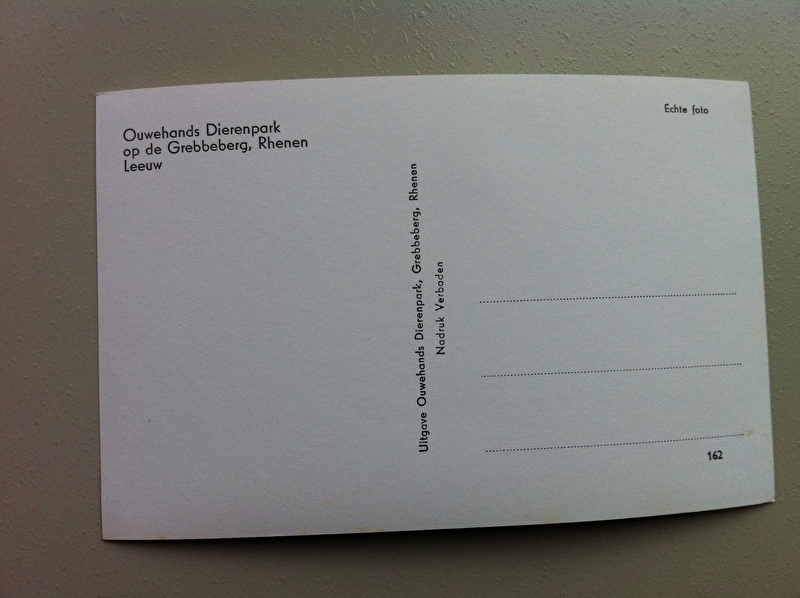 Ouwehands Dierenpark
op de Grebbeberg, Rhenen
Leeuw
Uitgave Ouwehands Dierenpark, Grebbeberg, Rhenen
Nadruk Verboden
Echte foto
162